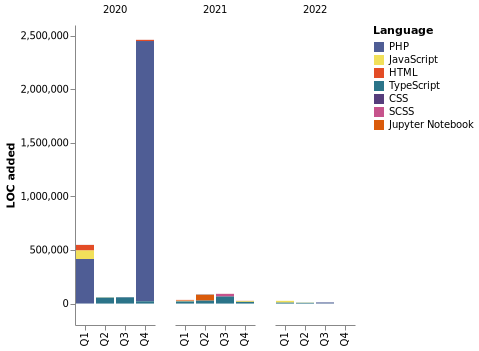 2020 2021 2022
LOC added
2,500,000
2,000,000
1,500,000
1,000,000
500,000
0
Q1 Q2 Q3 Q4 Q1 Q2 Q3 Q4 Q1 Q2 Q3 Q4
Language
PHP
JavaScript
HTML
TypeScript
CSS
SCSS
Jupyter Notebook